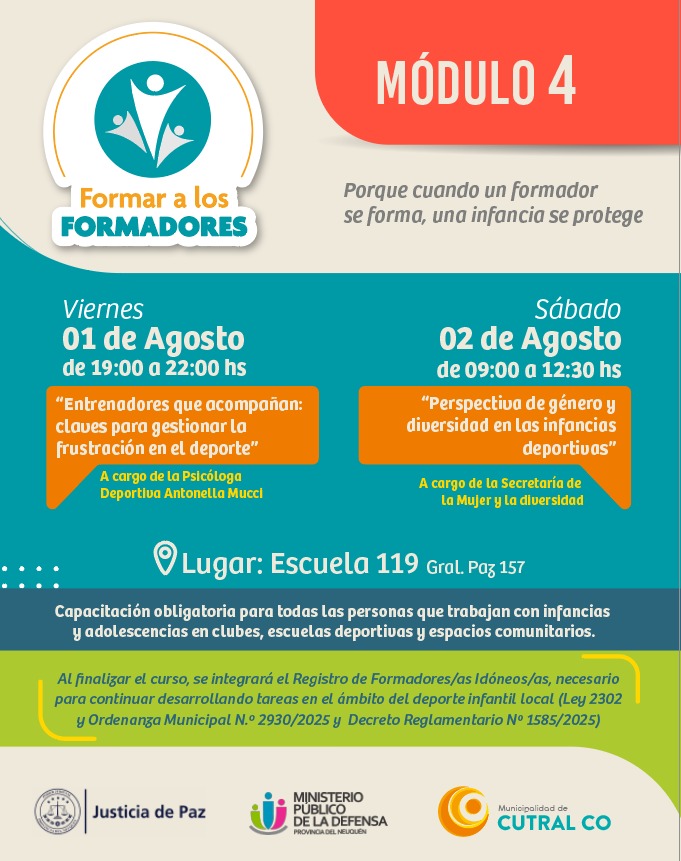 MÓDULO 4
Formar a los
FORMADORES
Porque cuando un formador
se forma, una infancia se protege
Viernes
01 de Agosto
de 19:00 a 22:00 hs
“Entrenadores que acompañan:
claves para gestionar la
frustración en el deporte”
A cargo de la Psicóloga
Deportiva Antonella Mucci
Sábado
02 de Agosto
de 09:00 a 12:30 hs
“Perspectiva de género y
diversidad en las infancias
deportivas”
A cargo de la Secretaría de
la Mujer y la diversidad
Lugar: Escuela 119 Gral. Paz 157
Capacitación obligatoria para todas las personas que trabajan con infancias
y adolescencias en clubes, escuelas deportivas y espacios comunitarios.
Al finalizar el curso, se integrará el Registro de Formadores/as Idóneos/as, necesario
para continuar desarrollando tareas en el ámbito del deporte infantil local (Ley 2302
y Ordenanza Municipal N.º 2930/2025 y Decreto Reglamentario Nº 1585/2025)
Justicia de Paz
MINISTERIO
PÚBLICO
DE LA DEFENSA
PROVINCIA DEL NEUQUÉN
Municipalidad de
CUTRAL CO